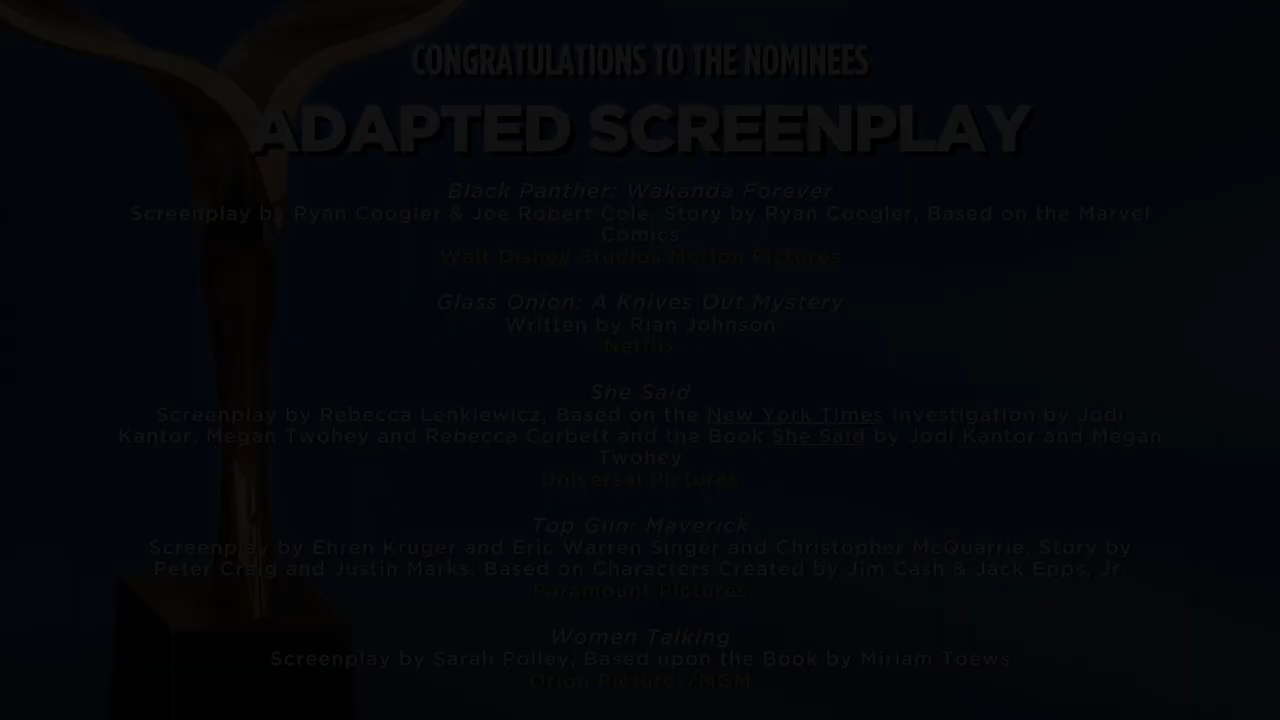 CONGRATULATIONS TO THE NOMINEES
ADAPTED SCREENPLAY
Black Panther: Wakanda Forever
Screenplay by Ryan Coogler & Joe Robert Cole, Story by Ryan Coogler, Based on the Marvel
Comics
Walt Disney Studios Motion Pictures
Glass Onion: A Knives Out Mystery
Written by Rian Johnson
Netflix
She Said
Screenplay by Rebecca Lenkiewicz, Based on the New York Times Investigation by Jodi
Kantor, Megan Twohey and Rebecca Corbett and the Book She Said by Jodi Kantor and Megan
Twohey
Universal Pictures
Top Gun: Maverick
Screenplay by Ehren Kruger and Eric Warren Singer and Christopher McQuarrie, Story by
Peter Craig and Justin Marks, Based on Characters Created by Jim Cash & Jack Epps, Jr.
Paramount Pictures
Women Talking
Screenplay by Sarah Polley, Based upon the Book by Miriam Toews
Orion Pictures/MGM